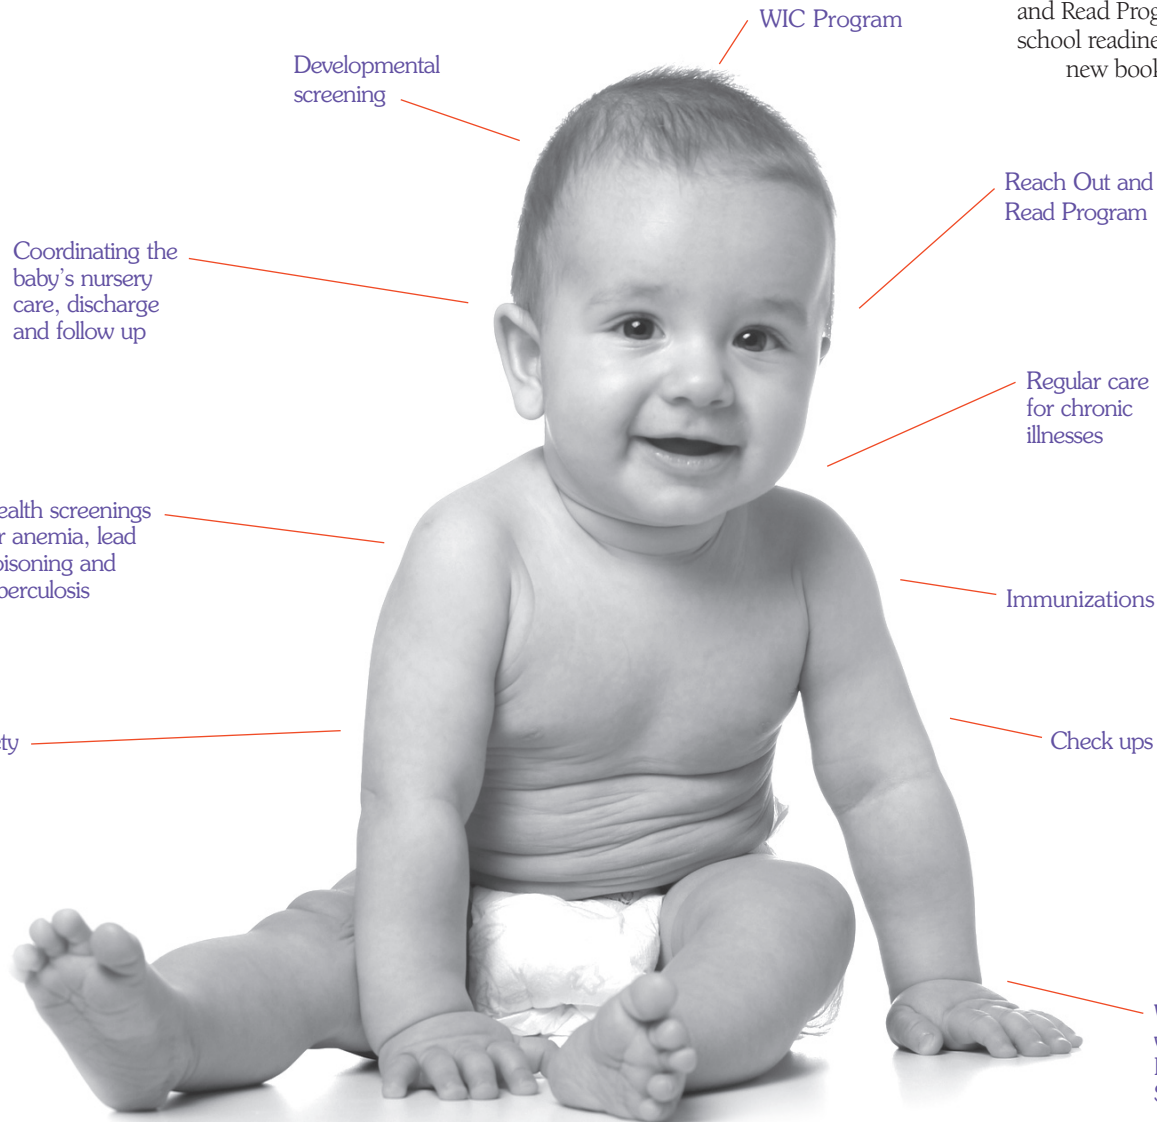 WIC Program
and Read Prog
school readine
new book
Developmental
screening
Reach Out and
Read Program
Coordinating the
baby's nursery
care, discharge
and follow up
Regular care
for chronic
illnesses
ealth screenings
r anemia, lead
oisoning and
berculosis
Immunizations
ty
Check ups